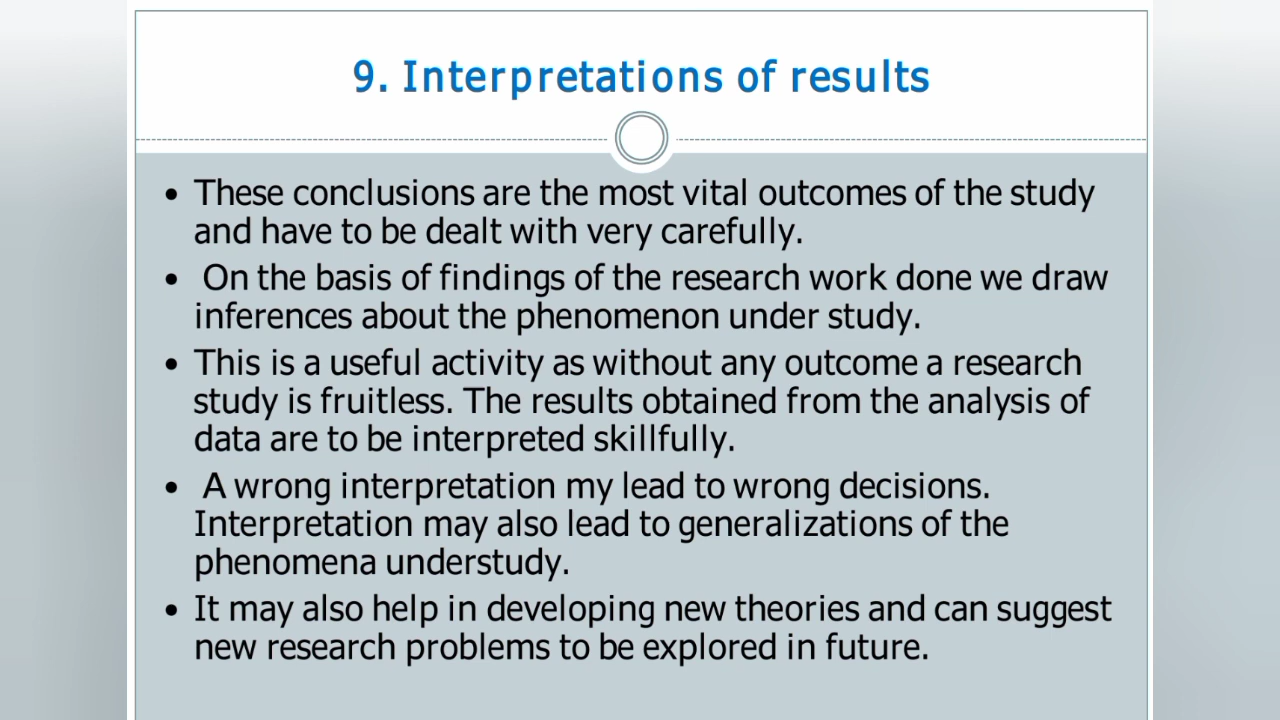 9. Interpretations of results
• These conclusions are the most vital outcomes of the study
and have to be dealt with very carefully.
• On the basis of findings of the research work done we draw
inferences about the phenomenon under study.
• This is a useful activity as without any outcome a research
study is fruitless. The results obtained from the analysis of
data are to be interpreted skillfully.
• A wrong interpretation my lead to wrong decisions.
Interpretation may also lead to generalizations of the
phenomena understudy.
• It may also help in developing new theories and can suggest
new research problems to be explored in future.